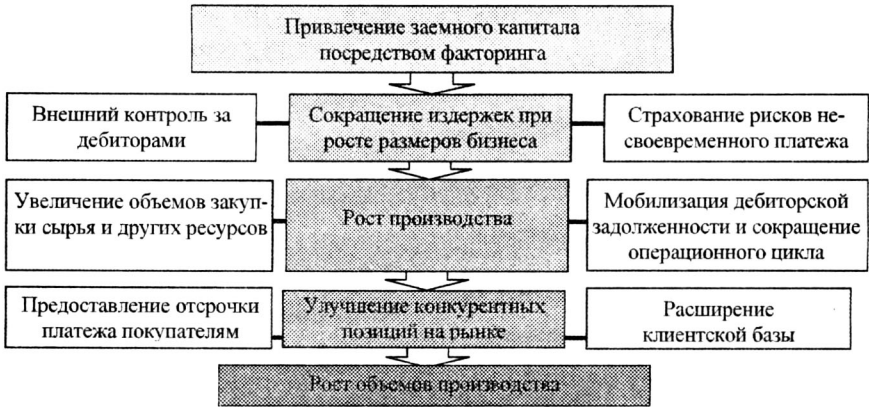 Привлечение заемного капитала
посредством факторинга
Внешний контроль за
дебиторами
Сокращение издержек при
росте размеров бизнеса
Страхование рисков не-
своевременного платежа
Увеличение объемов закуп-
ки сырья и других ресурсов
Рост производства
Мобилизация дебиторской
задолженности и сокращение
операционного цикла
Предоставление отсрочки
платежа покупателям
Улучшение конкурентных
позиций на рынке
Расширение
клиентской базы
Рост объемов производства